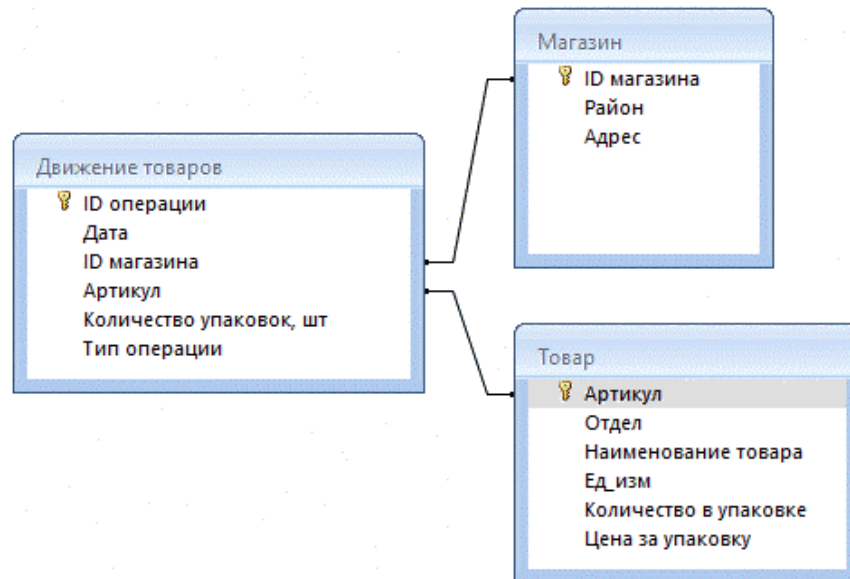 Магазин
ID магазина
Район
Адрес
Движение товаров
ID операции
Дата
ID магазина
Артикул
Количество упаковок, шт
Тип операции
Товар
Артикул
Отдел
Наименование товара
Ед_изм
Количество в упаковке
Цена за упаковку